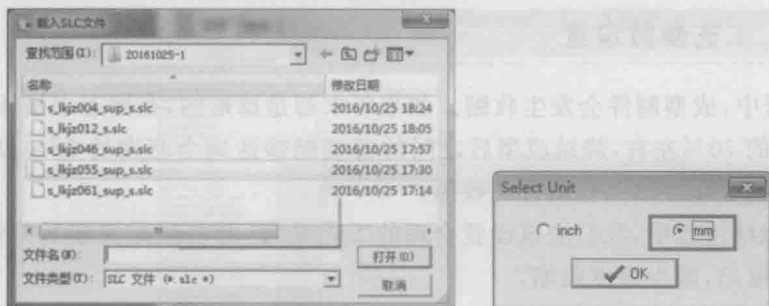 载入SLC文件
查找范围(I): 20161025-1
名称 修改日期
s_lkjz004_sup_s.slc 2016/10/25 18:24
s_lkjz012_s.slc 2016/10/25 18:05
s_lkjz046_sup_s.slc 2016/10/25 17:57
s_lkjz055_sup_s.slc 2016/10/25 17:30
s_lkjz061_sup_s.slc 2016/10/25 17:14
文件名(N): 打开(O)
文件类型(T): SLC 文件 (*.slc *) 取消
Select Unit
inch mm
OK